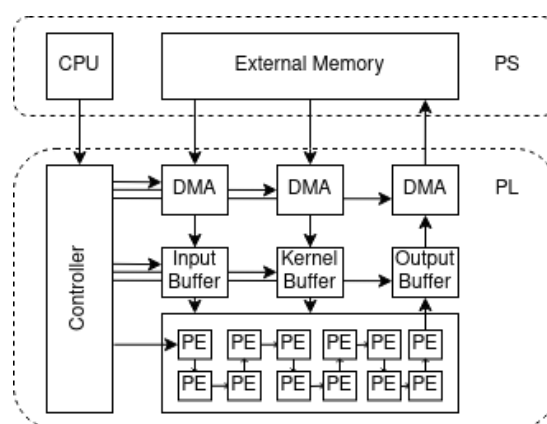 CPU
External Memory
PS
DMA
DMA
DMA
PL
Controller
Input
Buffer
Kernel
Buffer
Output
Buffer
PE PE PE PE PE PE
PE PE PE PE PE PE